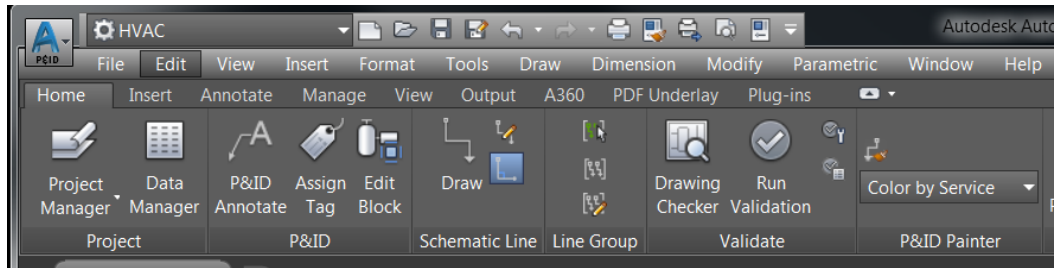 HVAC
Autodesk Aut
P&ID
File Edit View Insert Format Tools Draw Dimension Modify Parametric Window Help
Home Insert Annotate Manage View Output A360 PDF Underlay Plug-ins
Project Data P&ID Assign Edit Draw Drawing Run Color by Service
Manager Manager Annotate Tag Block Checker Validation
Project P&ID Schematic Line Line Group Validate P&ID Painter